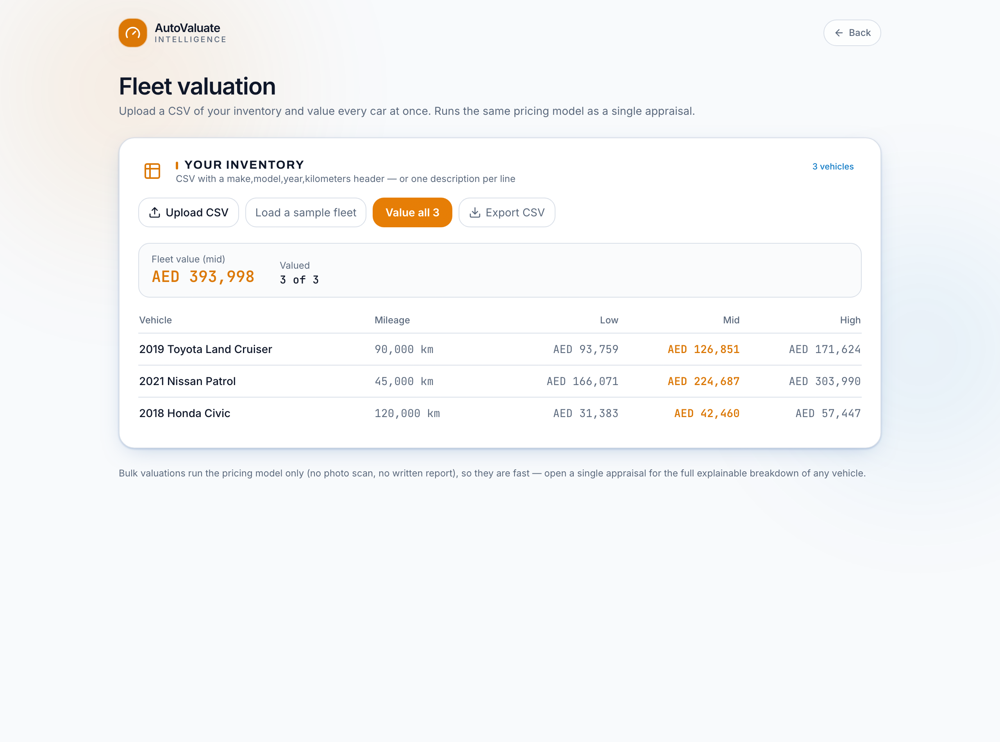 AutoValuate
INTELLIGENCE
Back
Fleet valuation
Upload a CSV of your inventory and value every car at once. Runs the same pricing model as a single appraisal.
YOUR INVENTORY
3 vehicles
CSV with a make,model,year,kilometers header — or one description per line
Upload CSV
Load a sample fleet
Value all 3
Export CSV
Fleet value (mid)
AED 393,998
Valued
3 of 3
Vehicle Mileage Low Mid High
2019 Toyota Land Cruiser 90,000 km AED 93,759 AED 126,851 AED 171,624
2021 Nissan Patrol 45,000 km AED 166,071 AED 224,687 AED 303,990
2018 Honda Civic 120,000 km AED 31,383 AED 42,460 AED 57,447
Bulk valuations run the pricing model only (no photo scan, no written report), so they are fast — open a single appraisal for the full explainable breakdown of any vehicle.